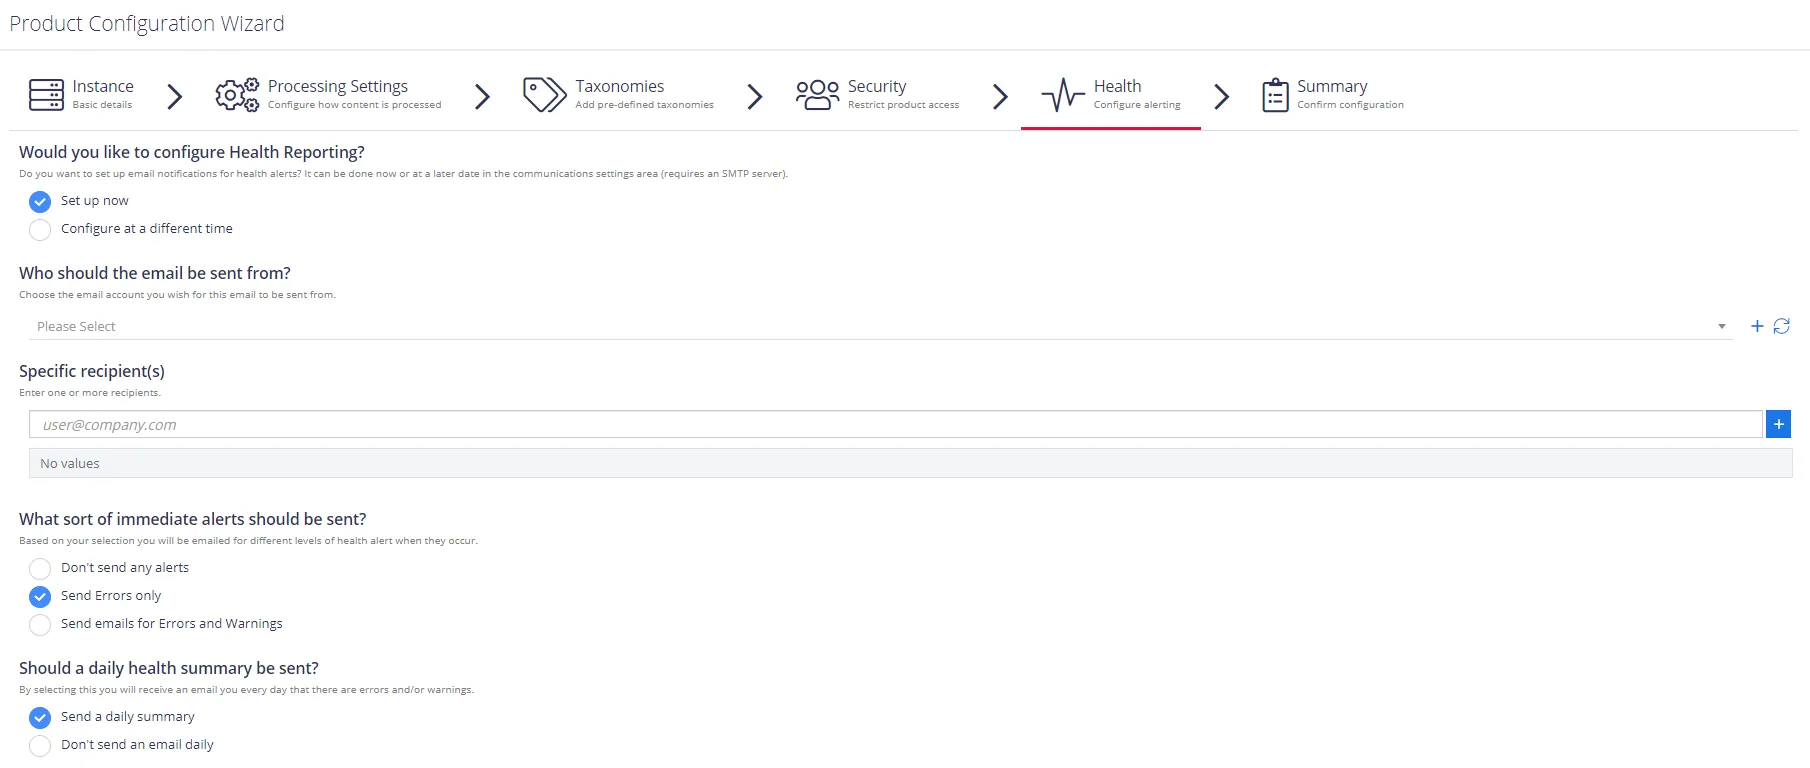 Product Configuration Wizard
Instance
Basic details
Processing Settings
Configure how content is processed
Taxonomies
Add pre-defined taxonomies
Security
Restrict product access
Health
Configure alerting
Summary
Confirm configuration
Would you like to configure Health Reporting?
Do you want to set up email notifications for health alerts? It can be done now or at a later date in the communications settings area (requires an SMTP server).
Set up now
Configure at a different time
Who should the email be sent from?
Choose the email account you wish for this email to be sent from.
Please Select
Specific recipient(s)
Enter one or more recipients.
user@company.com
No values
What sort of immediate alerts should be sent?
Based on your selection you will be emailed for different levels of health alert when they occur.
Don't send any alerts
Send Errors only
Send emails for Errors and Warnings
Should a daily health summary be sent?
By selecting this you will receive an email you every day that there are errors and/or warnings.
Send a daily summary
Don't send an email daily